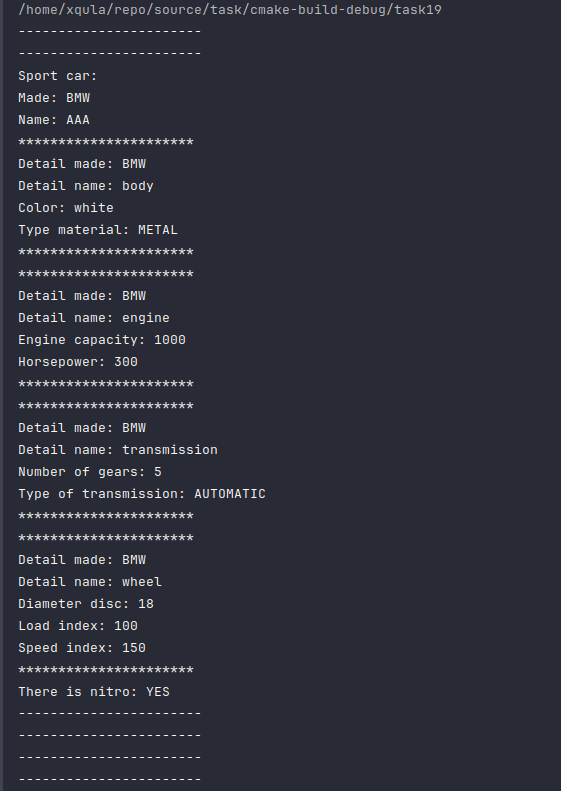 /home/xqula/repo/source/task/cmake-build-debug/task19
-----------------------
-----------------------
Sport car:
Made: BMW
Name: AAA
**********************
Detail made: BMW
Detail name: body
Color: white
Type material: METAL
**********************
**********************
Detail made: BMW
Detail name: engine
Engine capacity: 1000
Horsepower: 300
**********************
**********************
Detail made: BMW
Detail name: transmission
Number of gears: 5
Type of transmission: AUTOMATIC
**********************
**********************
Detail made: BMW
Detail name: wheel
Diameter disc: 18
Load index: 100
Speed index: 150
**********************
There is nitro: YES
-----------------------
-----------------------
-----------------------
-----------------------